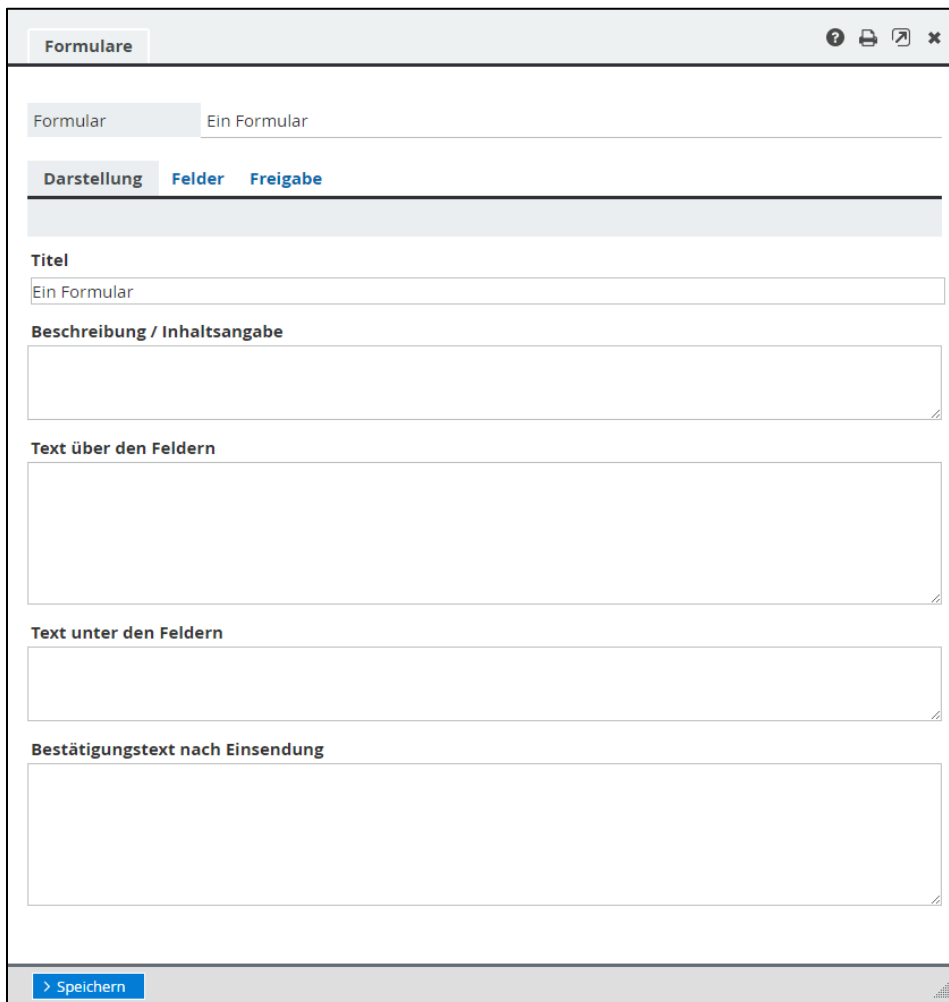 Formulare
Formular Ein Formular
Darstellung Felder Freigabe
Titel
Ein Formular
Beschreibung / Inhaltsangabe
Text über den Feldern
Text unter den Feldern
Bestätigungstext nach Einsendung
> Speichern